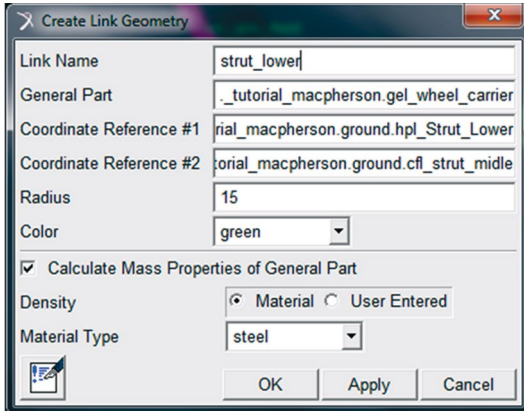 Create Link Geometry
Link Name strut_lower
General Part ._tutorial_macpherson.gel_wheel_carrier
Coordinate Reference #1 rial_macpherson.ground.hpl_Strut_Lower
Coordinate Reference #2 torial_macpherson.ground.cfl_strut_midle
Radius 15
Color green
Calculate Mass Properties of General Part
Density Material User Entered
Material Type steel
OK Apply Cancel